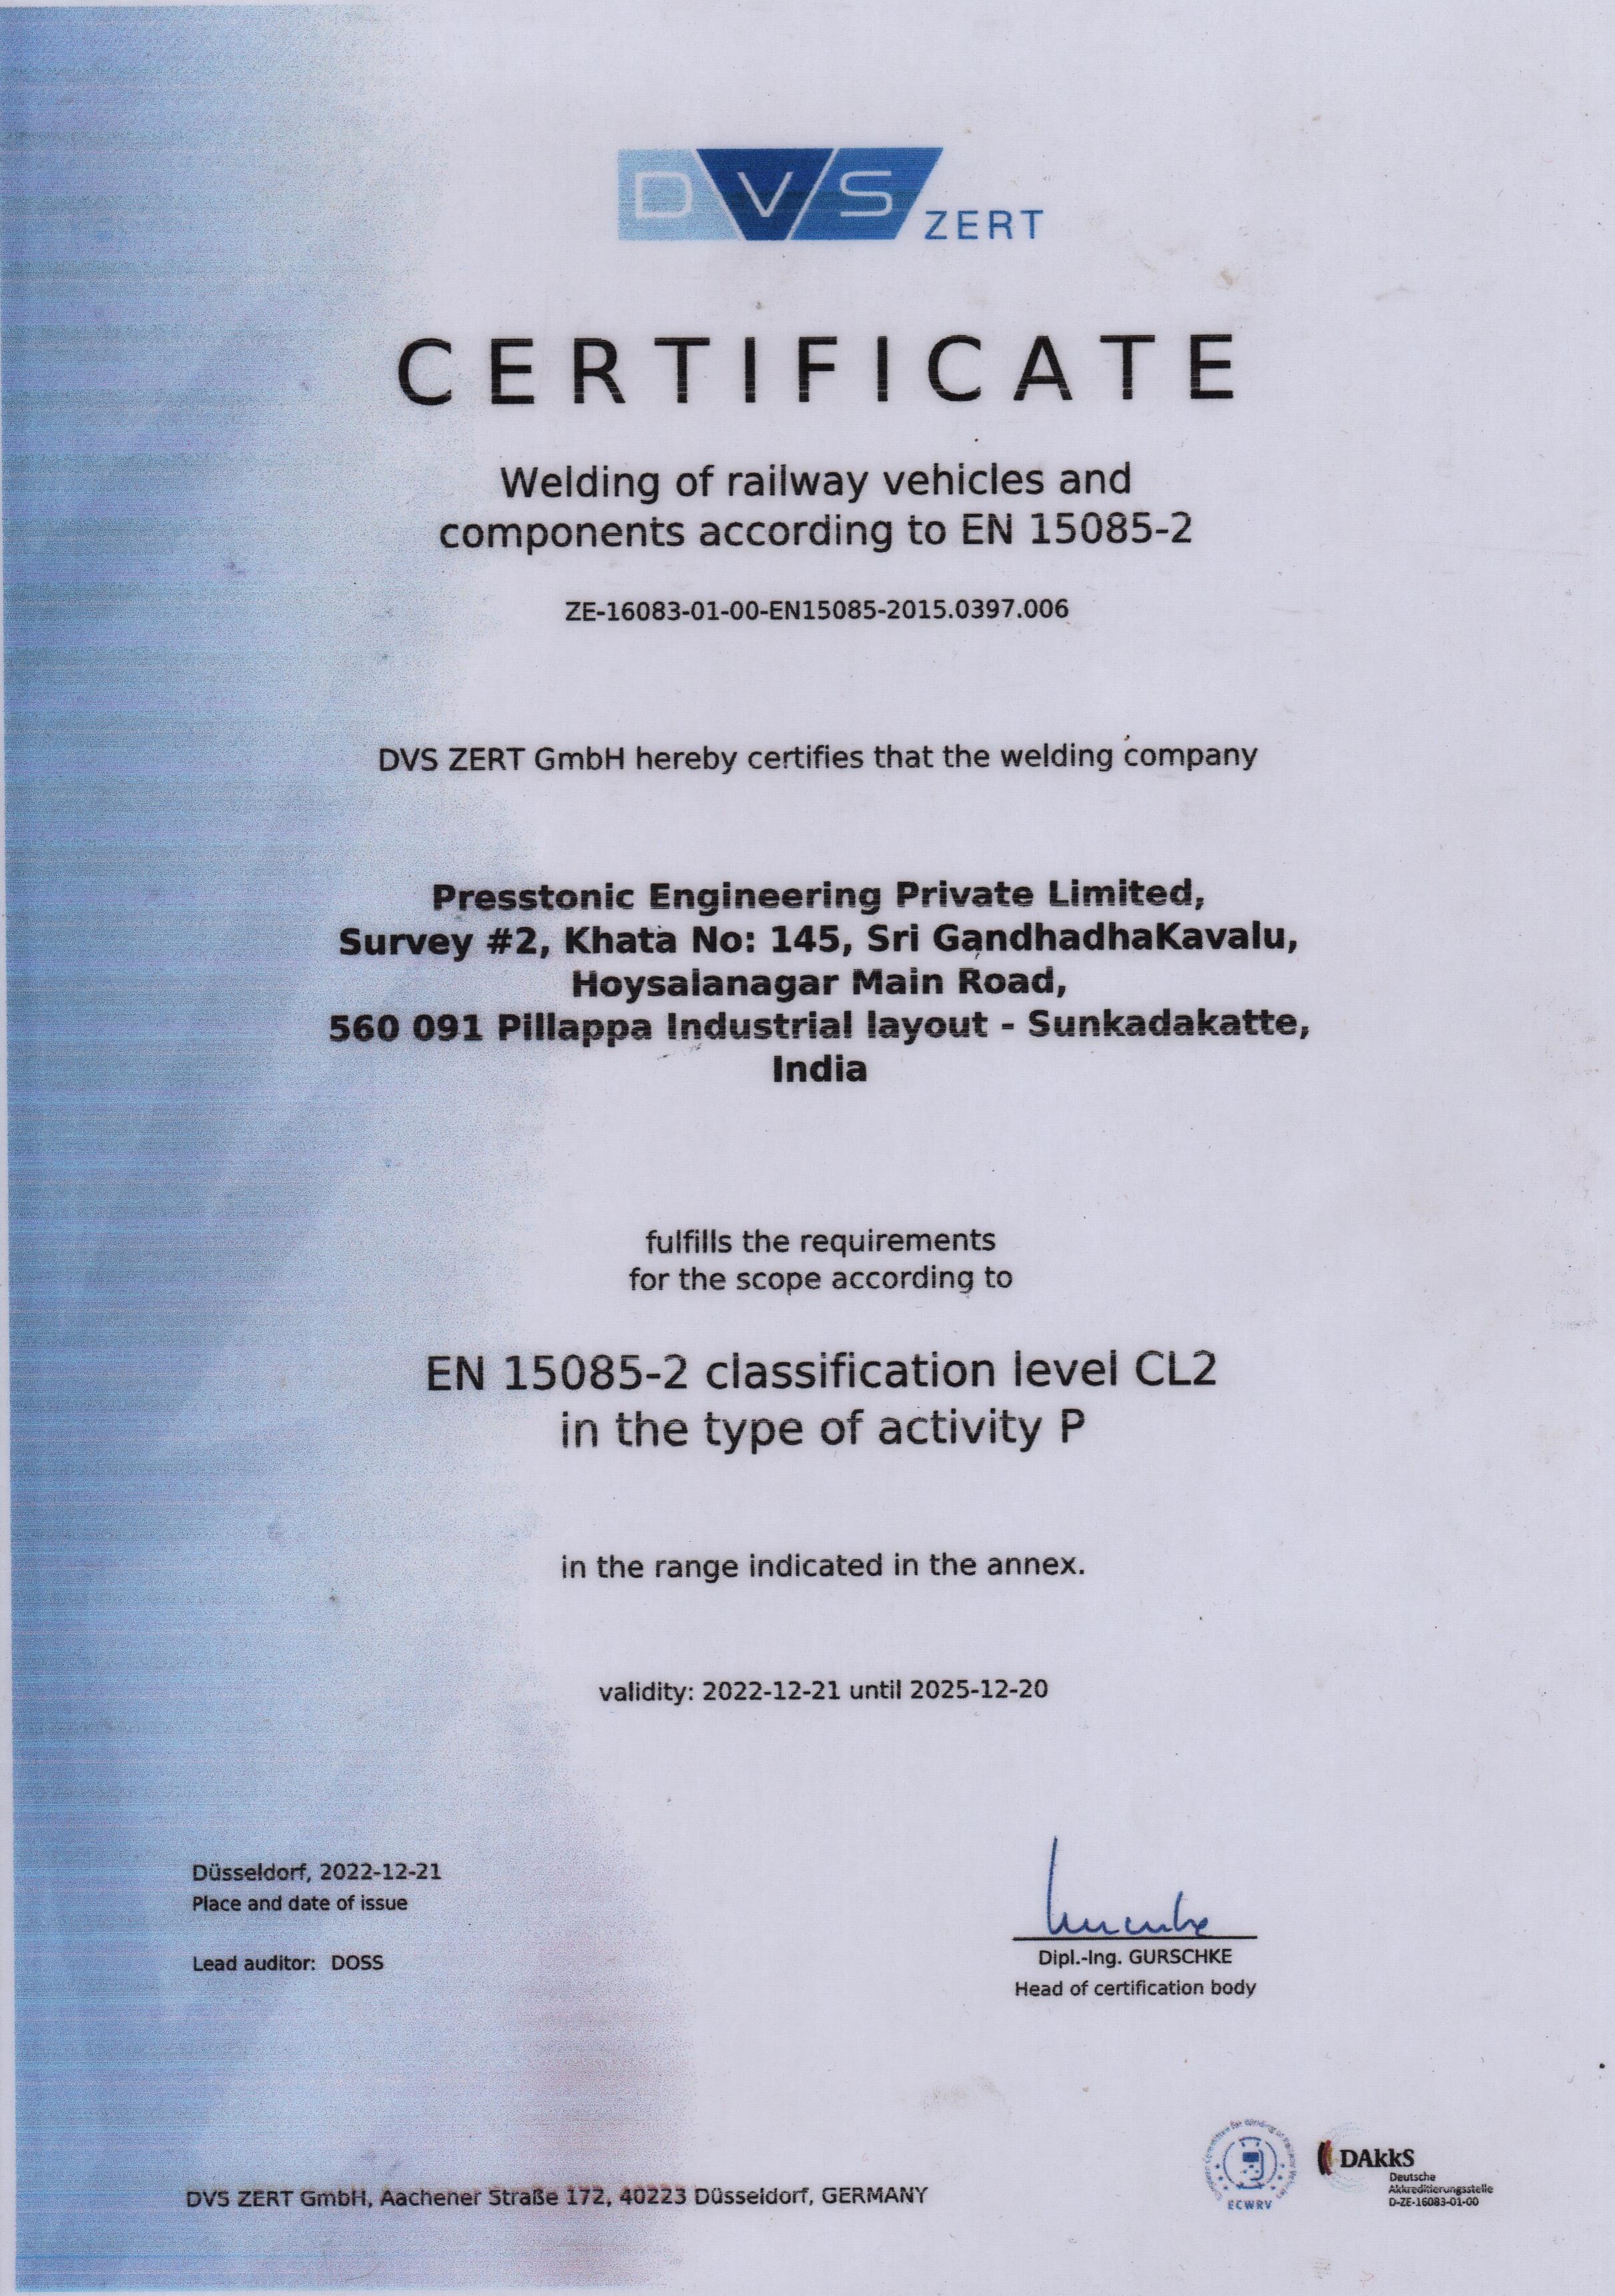 DVS ZERT
CERTIFICATE
Welding of railway vehicles and
components according to EN 15085-2
ZE-16083-01-00-EN15085-2015.0397.006
DVS ZERT GmbH hereby certifies that the welding company
Presstonic Engineering Private Limited,
Survey #2, Khata No: 145, Sri GandhadhaKavalu,
Hoysalanagar Main Road,
560 091 Pillappa Industrial layout - Sunkadakatte,
India
fulfills the requirements
for the scope according to
EN 15085-2 classification level CL2
in the type of activity P
in the range indicated in the annex.
validity: 2022-12-21 until 2025-12-20
Düsseldorf, 2022-12-21
Place and date of issue
Lead auditor: DOSS
Dipl.-Ing. GURSCHKE
Head of certification body
DVS ZERT GmbH, Aachener Straße 172, 40223 Düsseldorf, GERMANY
ECWRV
DAkkS
Deutsche
Akkreditierungsstelle
D-ZE-16083-01-00